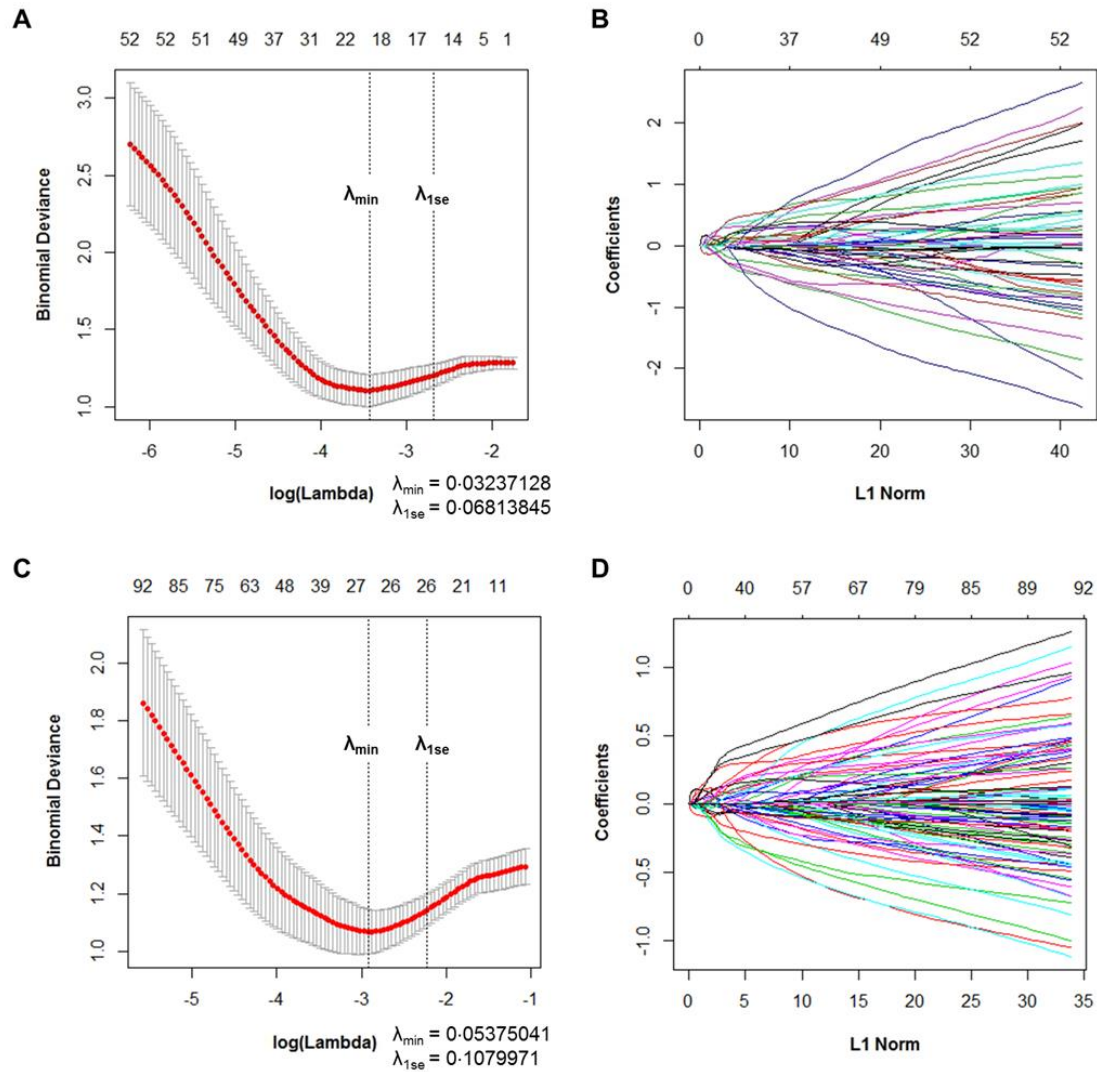 A
52 52 51 49 37 31 22 18 17 14 5 1
Binomial Deviance
3.0
2.5
2.0
1.5
1.0
λmin
λ1se
-6 -5 -4 -3 -2
log(Lambda)
λmin = 0·03237128
λ1se = 0·06813845
B
0 37 49 52 52
Coefficients
2
1
0
-1
-2
0 10 20 30 40
L1 Norm
C
92 85 75 63 48 39 27 26 26 21 11
Binomial Deviance
2.0
1.8
1.6
1.4
1.2
1.0
λmin
λ1se
-5 -4 -3 -2 -1
log(Lambda)
λmin = 0·05375041
λ1se = 0·1079971
D
0 40 57 67 79 85 89 92
Coefficients
1.0
0.5
0.0
-0.5
-1.0
0 5 10 15 20 25 30 35
L1 Norm